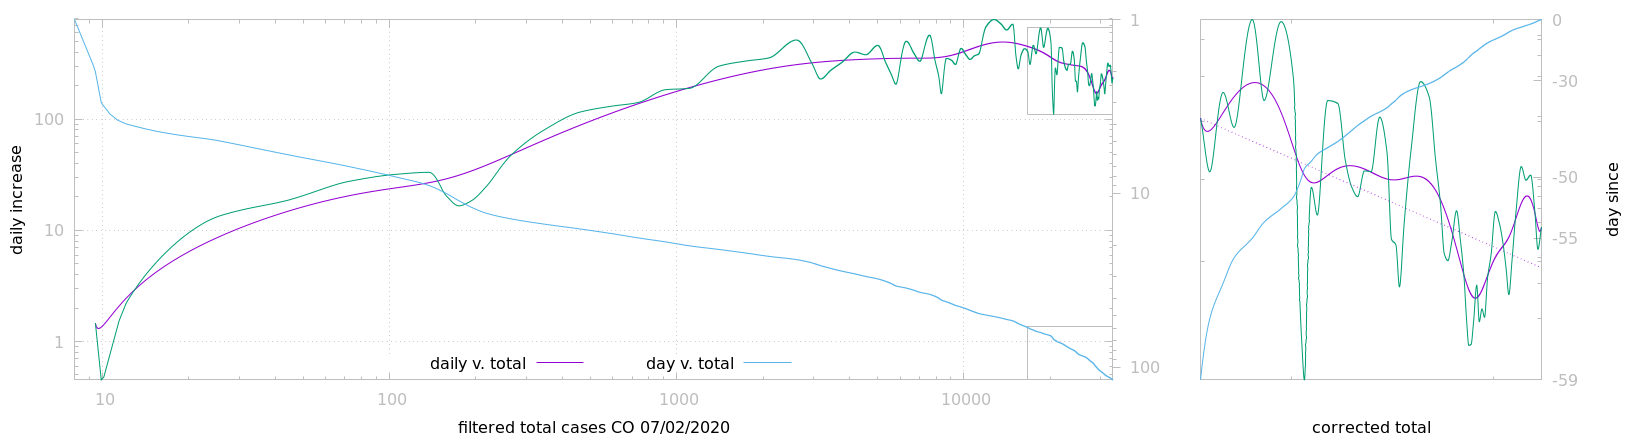 daily increase
100
10
1
1
10
100
daily v. total
day v. total
10
100
1000
10000
filtered total cases CO 07/02/2020
-0
-30
-50
-55
-59
day since
corrected total